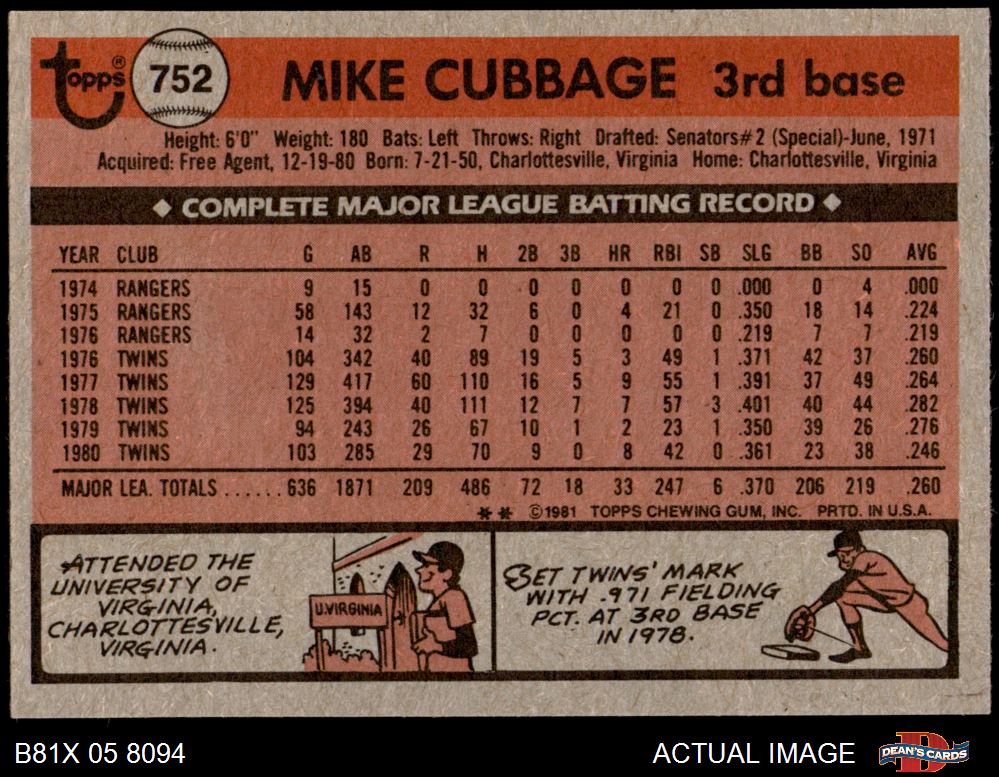 Topps® 752 MIKE CUBBAGE 3rd base
Height: 6'0" Weight: 180 Bats: Left Throws: Right Drafted: Senators#2 (Special)-June, 1971
Acquired: Free Agent, 12-19-80 Born: 7-21-50, Charlottesville, Virginia Home: Charlottesville, Virginia
◆ COMPLETE MAJOR LEAGUE BATTING RECORD ◆
YEAR CLUB G AB R H 2B 3B HR RBI SB SLG BB SO AVG
1974 RANGERS 9 15 0 0 0 0 0 0 0 .000 0 4 .000
1975 RANGERS 58 143 12 32 6 0 4 21 0 .350 18 14 .224
1976 RANGERS 14 32 2 7 0 0 0 0 0 .219 7 7 .219
1976 TWINS 104 342 40 89 19 5 3 49 1 .371 42 37 .260
1977 TWINS 129 417 60 110 16 5 9 55 1 .391 37 49 .264
1978 TWINS 125 394 40 111 12 7 7 57 3 .401 40 44 .282
1979 TWINS 94 243 26 67 10 1 2 23 1 .350 39 26 .276
1980 TWINS 103 285 29 70 9 0 8 42 0 .361 23 38 .246
MAJOR LEA. TOTALS ...... 636 1871 209 486 72 18 33 247 6 .370 206 219 .260
** ©1981 TOPPS CHEWING GUM, INC. PRTD. IN U.S.A.
ATTENDED THE
UNIVERSITY OF
VIRGINIA,
CHARLOTTESVILLE,
VIRGINIA.
U.VIRGINIA
SET TWINS' MARK
WITH .971 FIELDING
PCT. AT 3RD BASE
IN 1978.
B81X 05 8094 ACTUAL IMAGE DEAN'S CARDS